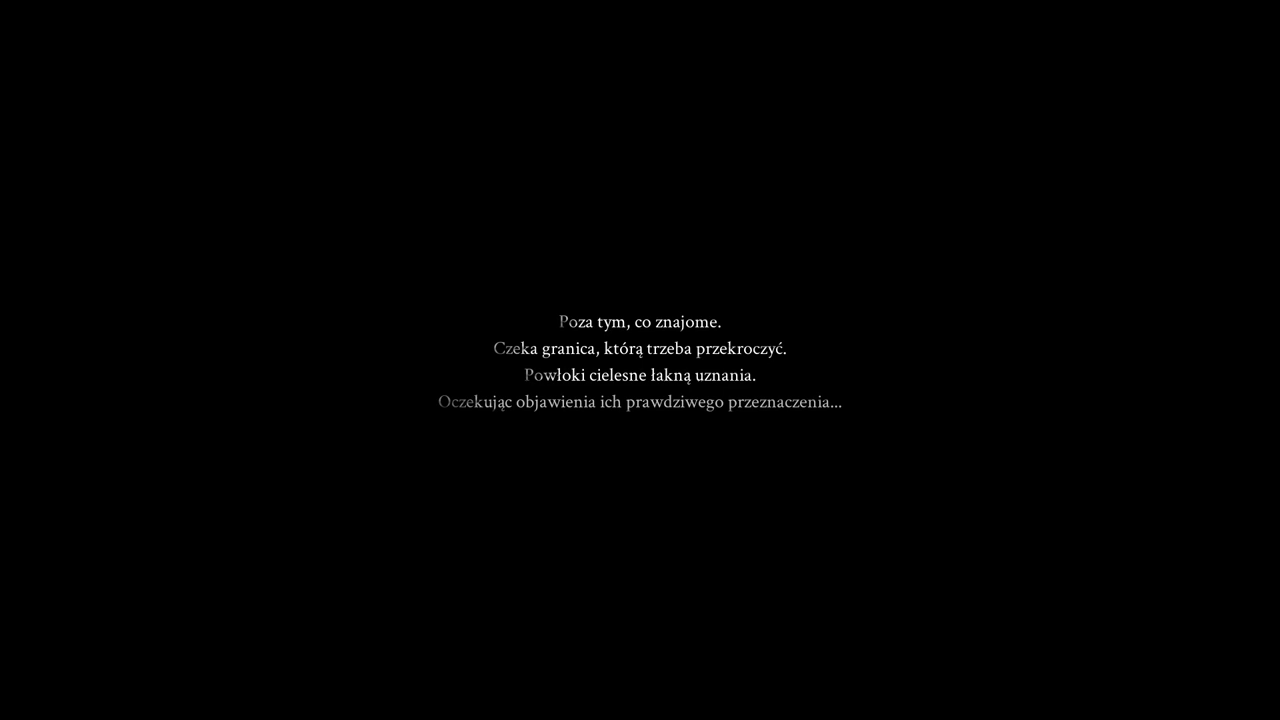 Poza tym, co znajome.
Czeka granica, którą trzeba przekroczyć.
Powłoki cielesne łakną uznania.
Oczekując objawienia ich prawdziwego przeznaczenia...